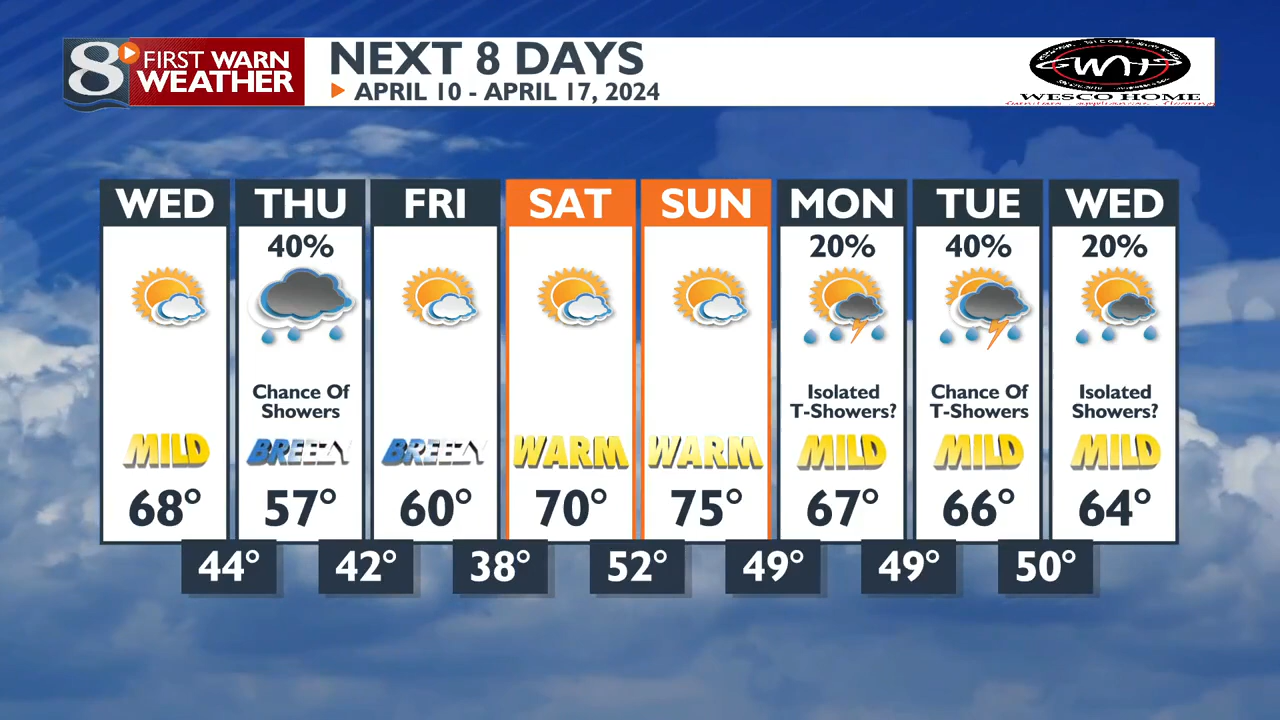 8 FIRST WARN
WEATHER
NEXT 8 DAYS
APRIL 10 - APRIL 17, 2024
WESCO HOME
WED THU FRI SAT SUN MON TUE WED
40% 20% 40% 20%
Chance Of Isolated Chance Of Isolated
Showers T-Showers? T-Showers Showers?
MILD BREEZY BREEZY WARM WARM MILD MILD MILD
68° 57° 60° 70° 75° 67° 66° 64°
44° 42° 38° 52° 49° 49° 50°